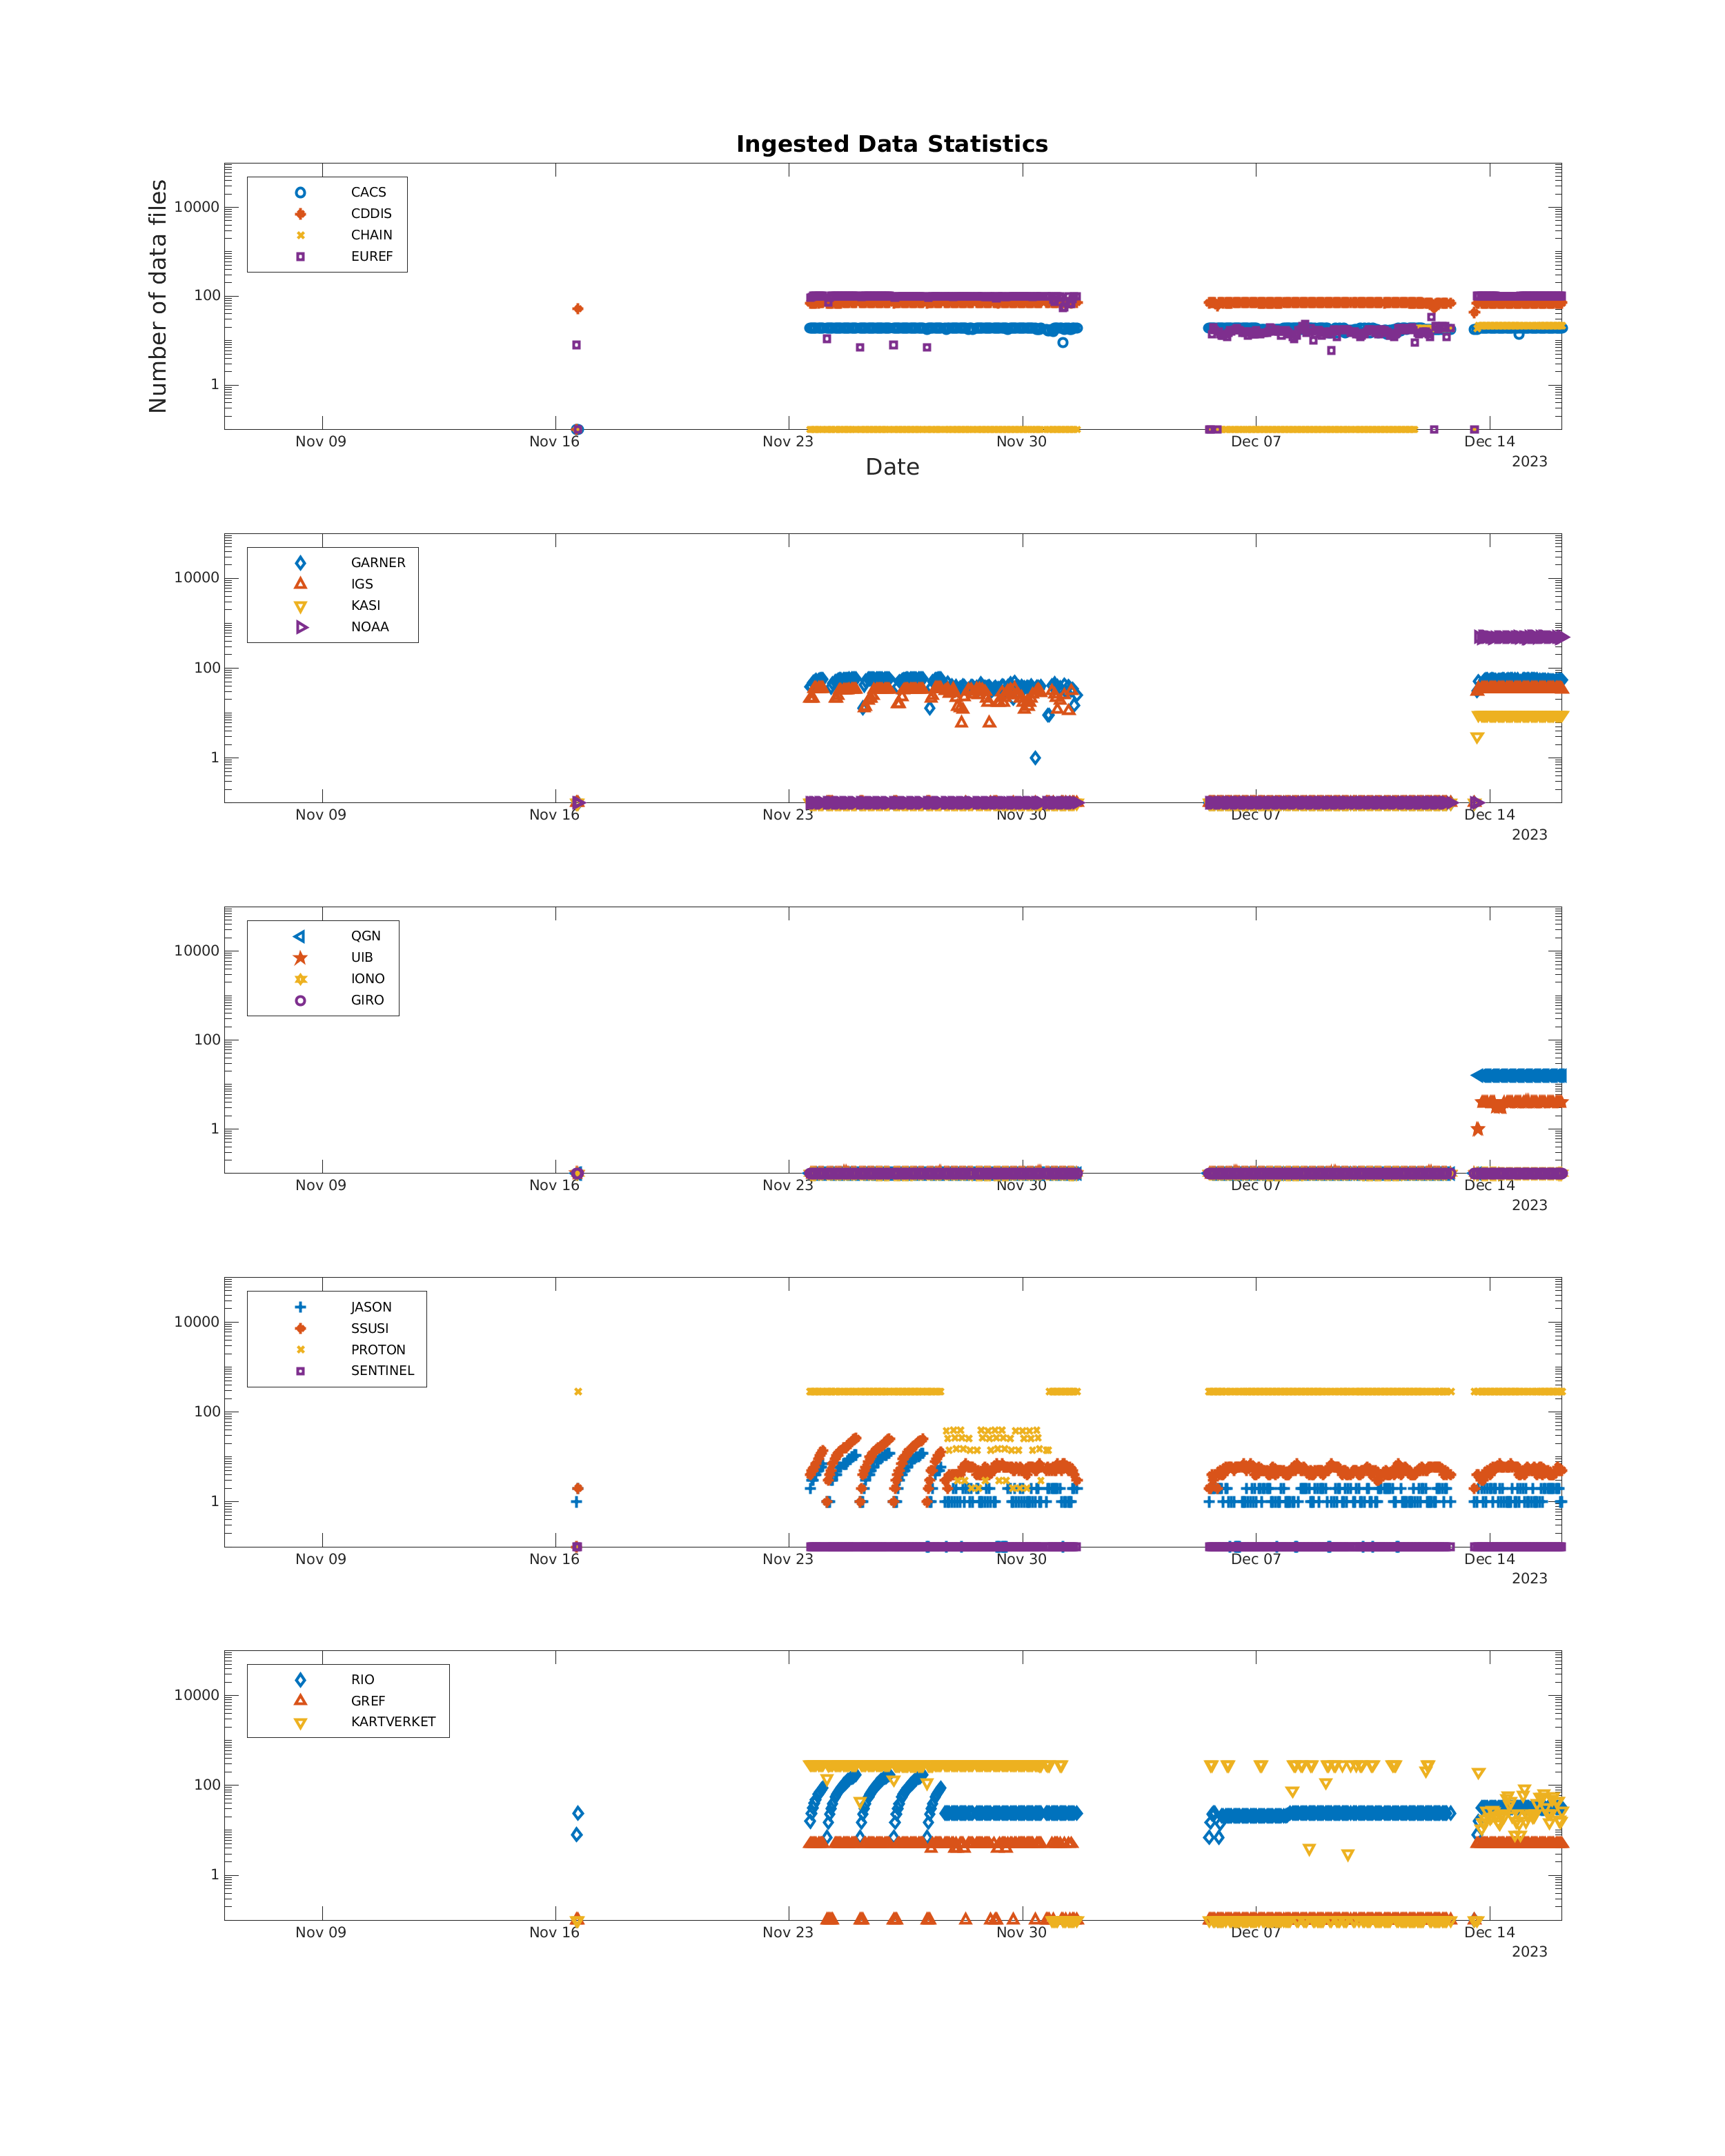 Ingested Data Statistics
Number of data files
10000
100
1
CACS
CDDIS
CHAIN
EUREF
Nov 09 Nov 16 Nov 23 Nov 30 Dec 07 Dec 14
2023
Date
10000
100
1
GARNER
IGS
KASI
NOAA
Nov 09 Nov 16 Nov 23 Nov 30 Dec 07 Dec 14
2023
10000
100
1
QGN
UIB
IONO
GIRO
Nov 09 Nov 16 Nov 23 Nov 30 Dec 07 Dec 14
2023
10000
100
1
JASON
SSUSI
PROTON
SENTINEL
Nov 09 Nov 16 Nov 23 Nov 30 Dec 07 Dec 14
2023
10000
100
1
RIO
GREF
KARTVERKET
Nov 09 Nov 16 Nov 23 Nov 30 Dec 07 Dec 14
2023